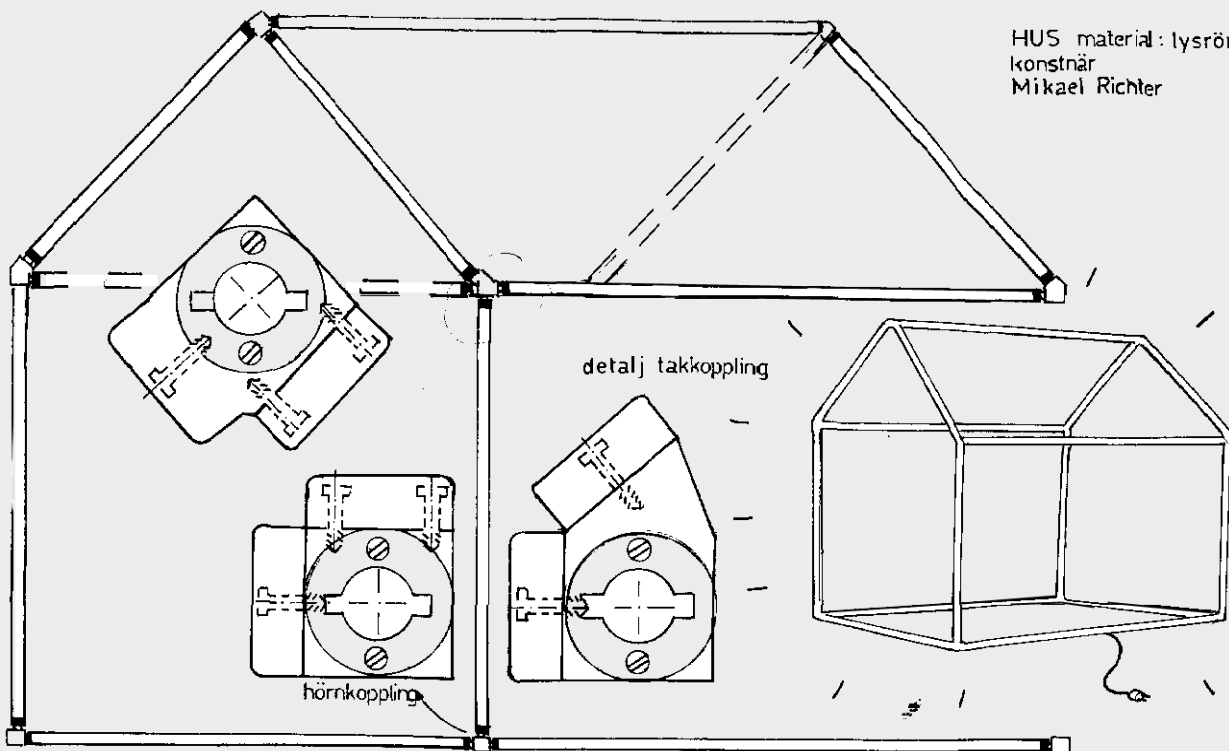 HUS material: lysrör
konstnär
Mikael Richter
detalj takkoppling
hörnkoppling